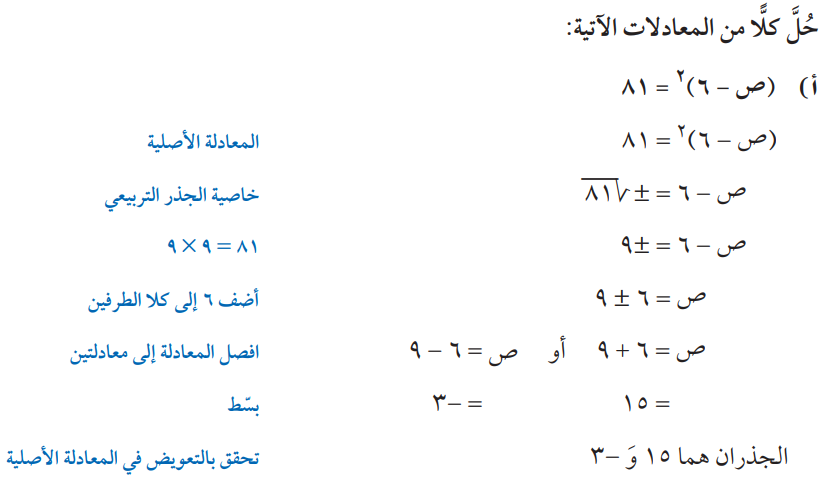 حُلَّ كلًّا من المعادلات الآتية:
أ) (ص – ٦)٢ = ٨١
(ص – ٦)٢ = ٨١ المعادلة الأصلية
ص – ٦ = ± √٨١ خاصية الجذر التربيعي
ص – ٦ = ±٩ ٨١ = ٩ × ٩
ص = ٦ ± ٩ أضف ٦ إلى كلا الطرفين
ص = ٦ + ٩ أو ص = ٦ – ٩ افصل المعادلة إلى معادلتين
= ١٥ = –٣ بسّط
الجذران هما ١٥ وَ –٣ تحقق بالتعويض في المعادلة الأصلية